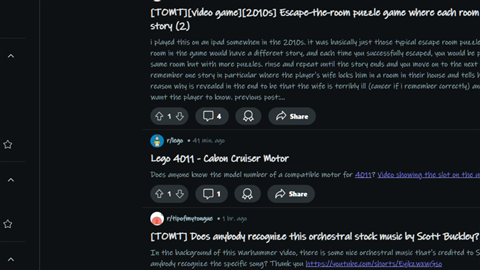 [TOMT][video game][2010s] Escape-the-room puzzle game where each room
story (2)
i played this on an ipad somewhen in the 2010s. it was basically just those typical escape room puzzle
room in the game would have a different story, and each time you successfully escaped, you would be p
same room but with more puzzles. rinse and repeat until the story ends and you move on to the next
remember one story in particular where the player's wife locks him in a room in their house and tells h
reason why is revealed in the end to be that the wife is terribly ill (cancer if i remember correctly) an
want the player to know. previous post:...
1 4 Share
r/lego • 41 min. ago
Lego 4011 - Cabon Cruiser Motor
Does anyone know the model number of a compatible motor for 4011? Video showing the slot on the m
1 1 Share
r/tipofmytongue • 1 hr. ago
[TOMT] Does anybody recognize this orchestral stock music by Scott Buckley?
In the background of this warhammer video, there is some nice orchestral music that's credited to S
anybody recognize the specific song? Thank you